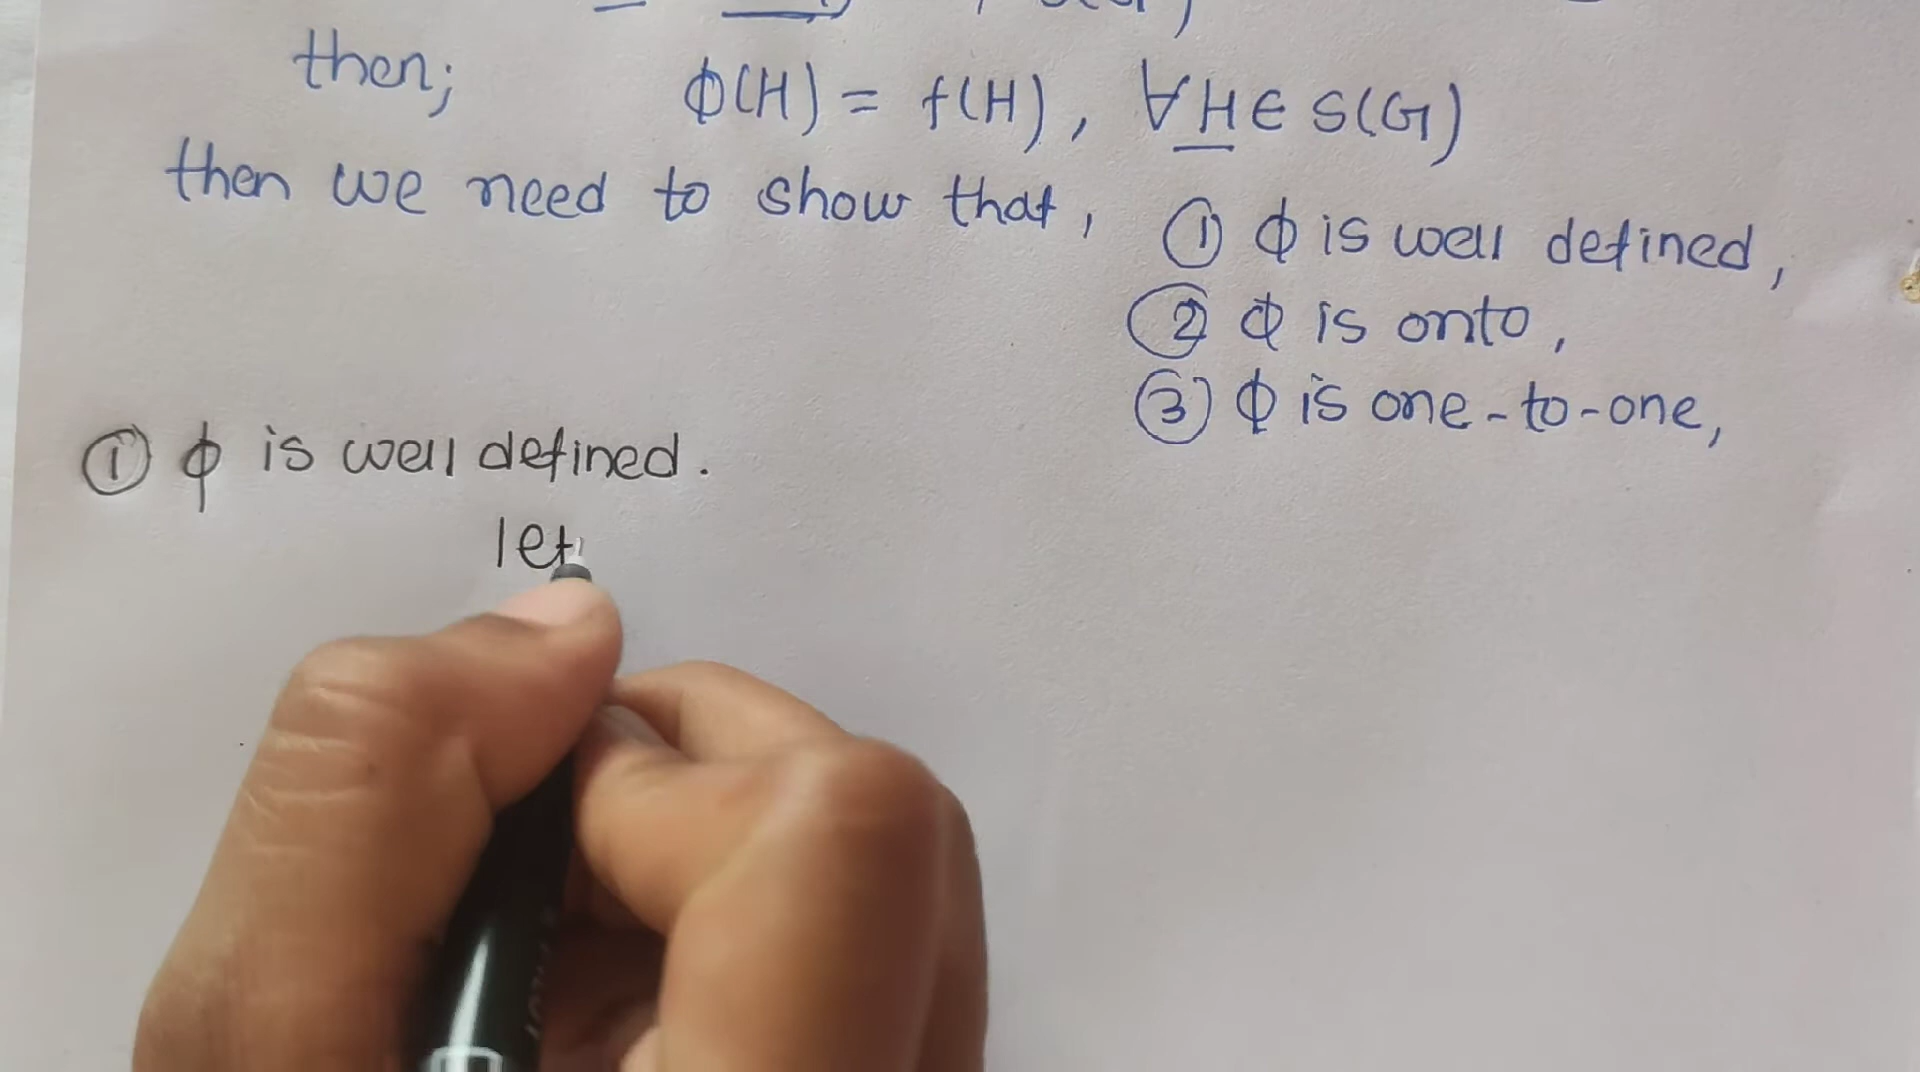 then; φ(H) = f(H), ∀H∈ S(G)
then we need to show that, ① φ is well defined,
② φ is onto,
③ φ is one-to-one,
① φ is well defined.
let